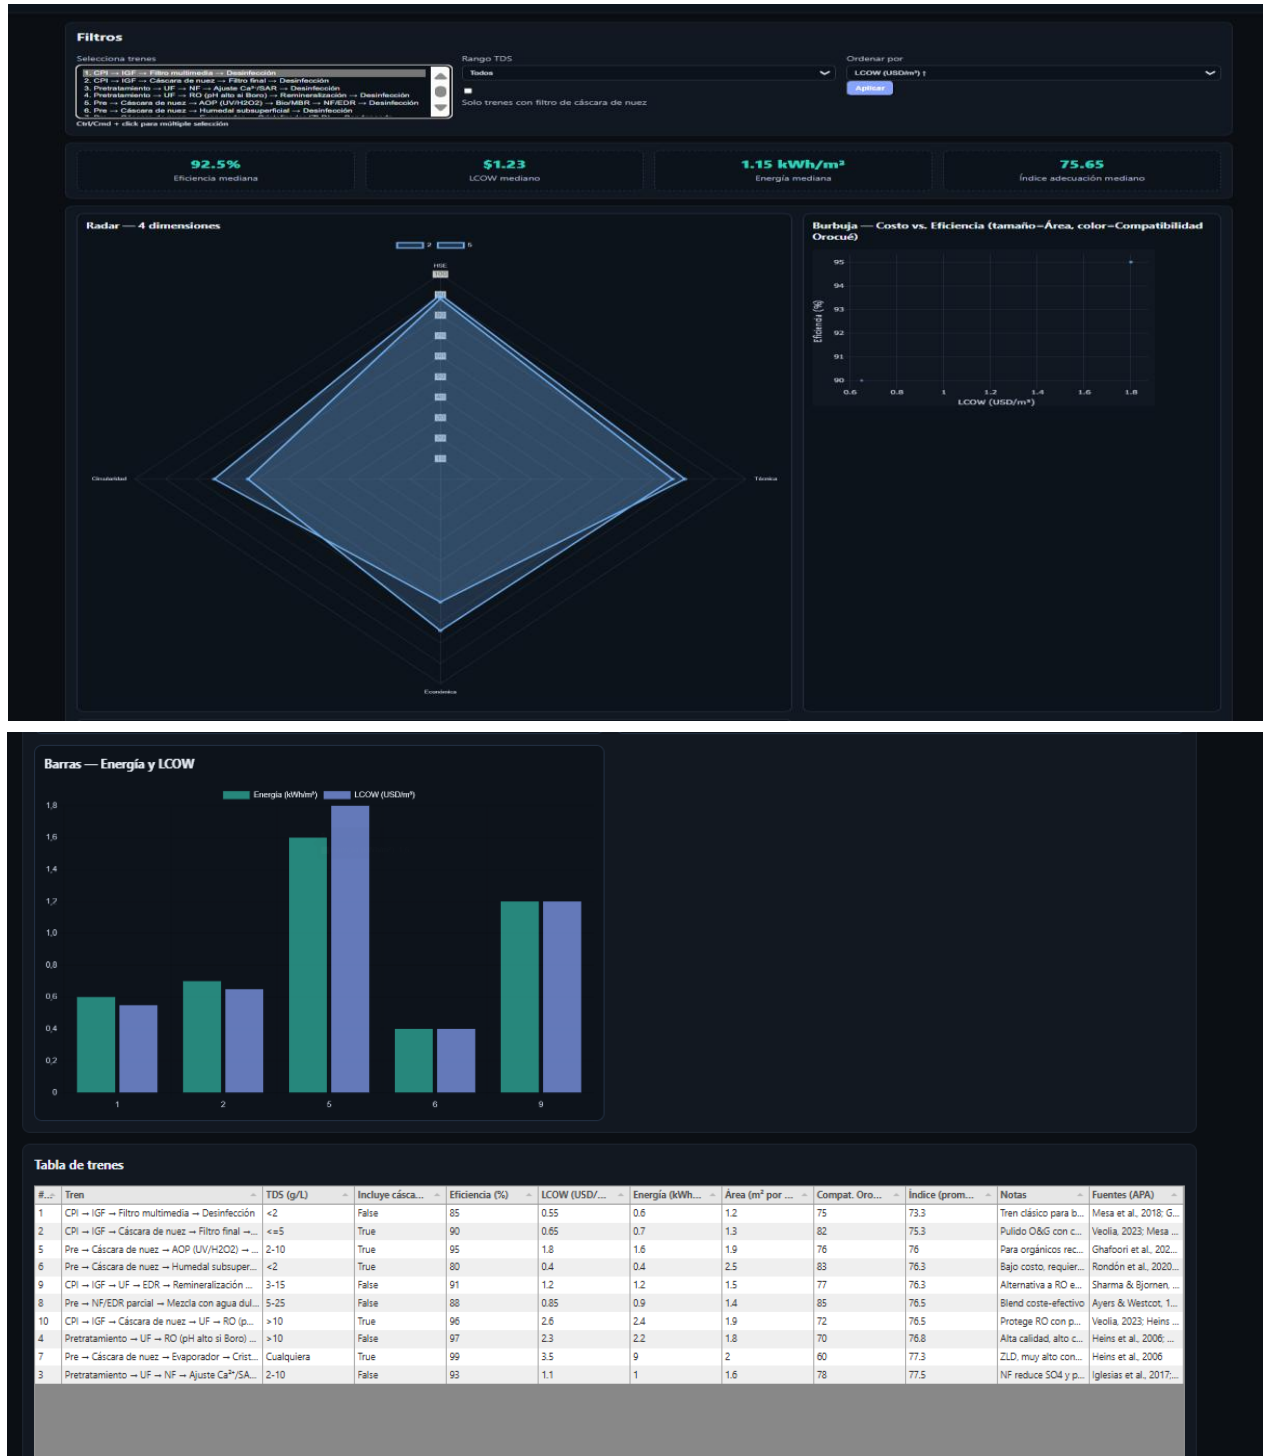 Filtros
Selecciona trenes
1. CPI → IGF → Filtro multimedia → Desinfección
2. CPI → IGF → Cáscara de nuez → Filtro final → Desinfección
3. Pretratamiento → UF → NF → Ajuste Ca²⁺/SAR → Desinfección
4. Pretratamiento → UF → RO (pH alto si Boro) → Remineralización → Desinfección
5. Pre → Cáscara de nuez → AOP (UV/H2O2) → Bio/MBR → NF/EDR → Desinfección
6. Pre → Cáscara de nuez → Humedal subsuperficial → Desinfección
Ctrl/Cmd + click para múltiple selección
Rango TDS
Todos
Solo trenes con filtro de cáscara de nuez
Ordenar por
LCOW (USD/m³) ↑
Aplicar
92.5%
Eficiencia mediana
$1.23
LCOW mediano
1.15 kWh/m³
Energía mediana
75.65
Índice adecuación mediano
Radar — 4 dimensiones
2 5
HSE
100
Circularidad
Técnica
Económica
Burbuja — Costo vs. Eficiencia (tamaño=Área, color=Compatibilidad
Orocué)
Eficiencia (%)
95
94
93
92
91
90
0.6 0.8 1 1.2 1.4 1.6 1.8
LCOW (USD/m³)
Barras — Energía y LCOW
Energía (kWh/m³) LCOW (USD/m³)
1,8
1,6
1,4
1,2
1,0
0,8
0,6
0,4
0,2
0
1 2 5 6 9
Tabla de trenes
#... Tren TDS (g/L) Incluye cásca... Eficiencia (%) LCOW (USD/... Energía (kWh... Área (m² por ... Compat. Oro... Índice (prom... Notas Fuentes (APA)
1 CPI → IGF → Filtro multimedia → Desinfección <2 False 85 0.55 0.6 1.2 75 73.3 Tren clásico para b... Mesa et al., 2018; G...
2 CPI → IGF → Cáscara de nuez → Filtro final →... <=5 True 90 0.65 0.7 1.3 82 75.3 Pulido O&G con c... Veolia, 2023; Mesa ...
5 Pre → Cáscara de nuez → AOP (UV/H2O2) → ... 2-10 True 95 1.8 1.6 1.9 76 76 Para orgánicos rec... Ghafoori et al., 202...
6 Pre → Cáscara de nuez → Humedal subsuper... <2 True 80 0.4 0.4 2.5 83 76.3 Bajo costo, requier... Rondón et al., 2020...
9 CPI → IGF → UF → EDR → Remineralización ... 3-15 False 91 1.2 1.2 1.5 77 76.3 Alternativa a RO e... Sharma & Bjornen, ...
8 Pre → NF/EDR parcial → Mezcla con agua dul... 5-25 False 88 0.85 0.9 1.4 85 76.5 Blend coste-efectivo Ayers & Westcot, 1...
10 CPI → IGF → Cáscara de nuez → UF → RO (p... >10 True 96 2.6 2.4 1.9 72 76.5 Protege RO con p... Veolia, 2023; Heins ...
4 Pretratamiento → UF → RO (pH alto si Boro) ... >10 False 97 2.3 2.2 1.8 70 76.8 Alta calidad, alto c... Heins et al., 2006; ...
7 Pre → Cáscara de nuez → Evaporador → Crist... Cualquiera True 99 3.5 9 2 60 77.3 ZLD, muy alto con... Heins et al., 2006
3 Pretratamiento → UF → NF → Ajuste Ca²⁺/SA... 2-10 False 93 1.1 1 1.6 78 77.5 NF reduce SO4 y p... Iglesias et al., 2017;...